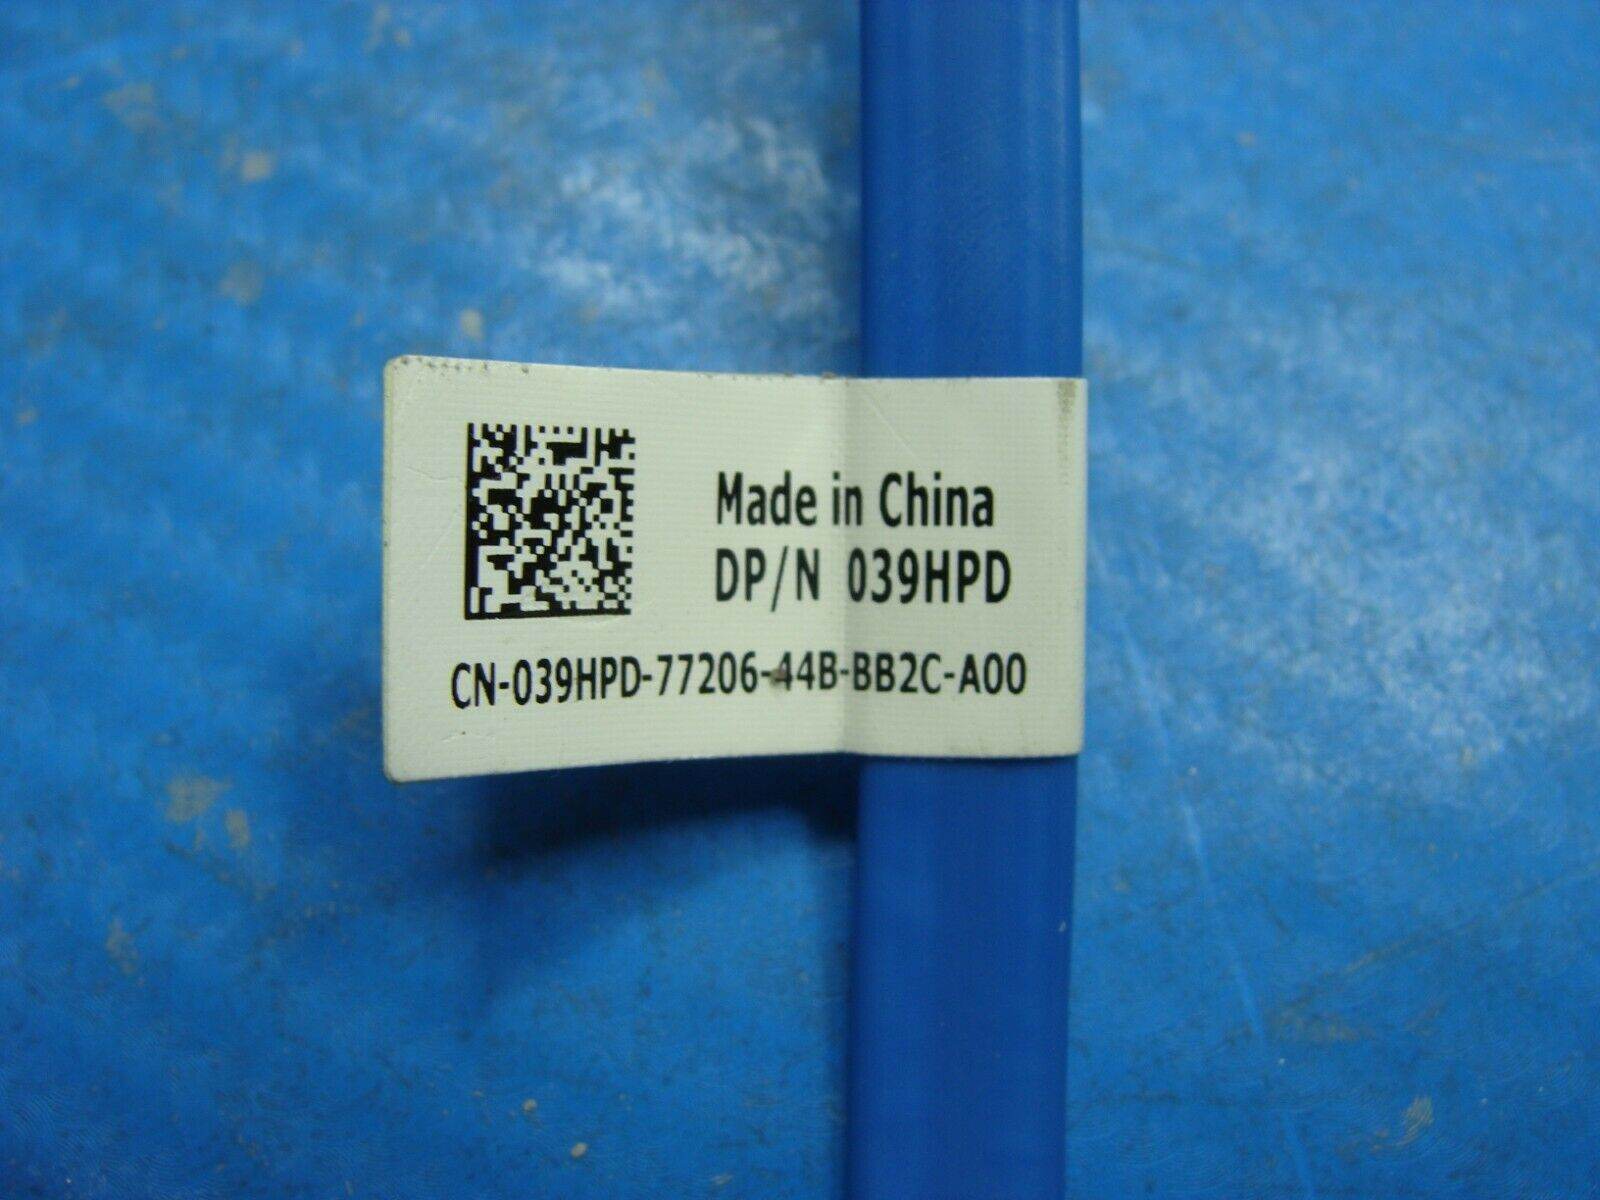 Made in China
DP/N 039HPD
CN-039HPD-77206-44B-BB2C-A00